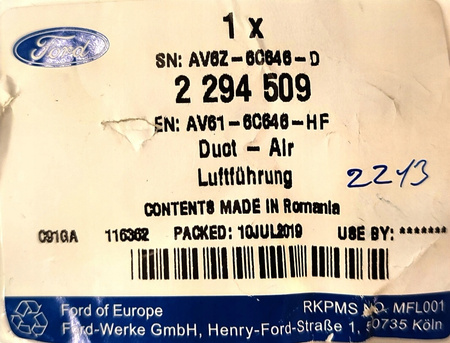 Ford
1 x
SN: AV6Z-6C646-D
2 294 509
EN: AV61-6C646-HF
Duct - Air
Luftführung
2213
CONTENTS MADE IN Romania
C91GA 116362 PACKED: 10JUL2019 USE BY: *******
Ford of Europe RKPMS NO. MFL001
Ford-Werke GmbH, Henry-Ford-Straße 1, 50735 Köln